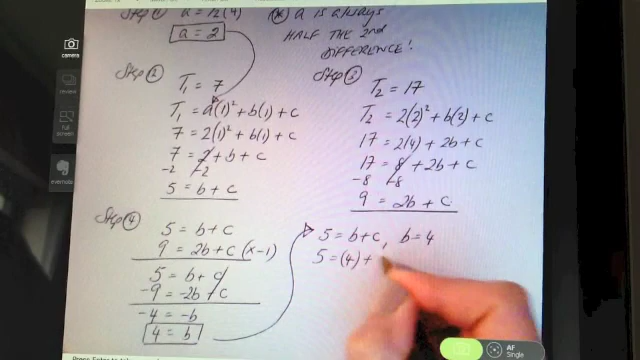 Step ①
a = ½(4)
a = 2
(*) a is always
HALF THE 2nd
DIFFERENCE!
Step ②
T₁ = 7
T₁ = a(1)² + b(1) + c
7 = 2(1)² + b(1) + c
7 = 2 + b + c
-2 -2
5 = b + c
Step ③
T₂ = 17
T₂ = 2(2)² + b(2) + c
17 = 2(4) + 2b + c
17 = 8 + 2b + c
-8 -8
9 = 2b + c
Step ④
5 = b + c
9 = 2b + c (x-1)
5 = b + c
-9 = -2b - c
-4 = -b
4 = b
5 = b + c, b = 4
5 = (4) +
camera
review
full
screen
evernote
AF
Single